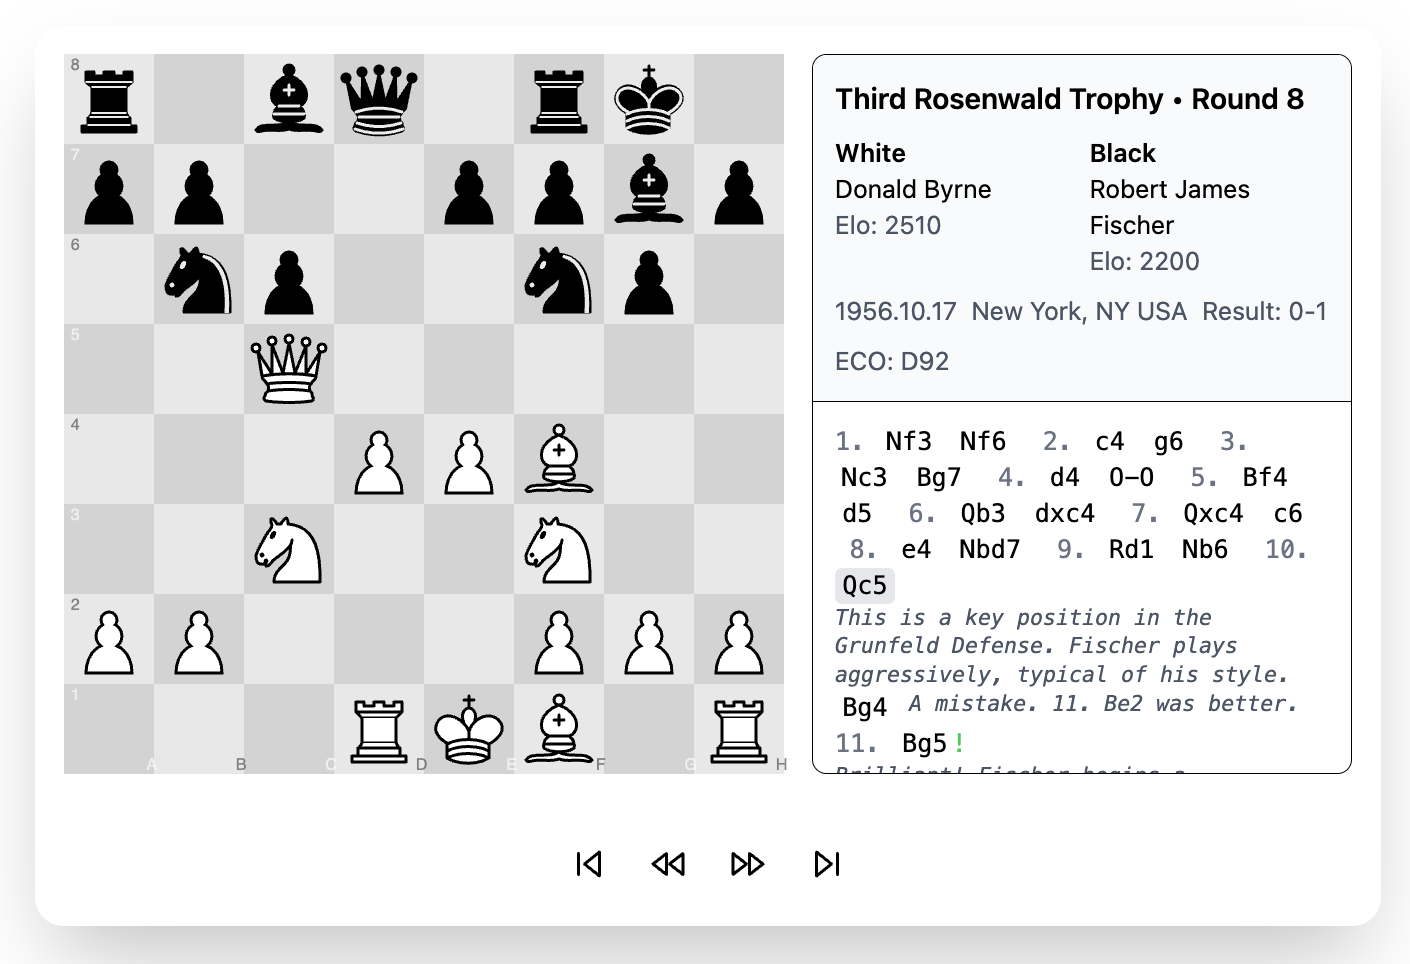 8
7
6
5
4
3
2
1
A B C D E F G H
Third Rosenwald Trophy • Round 8
White Black
Donald Byrne Robert James
Fischer
Elo: 2510
Elo: 2200
1956.10.17 New York, NY USA Result: 0-1
ECO: D92
1. Nf3 Nf6 2. c4 g6 3.
Nc3 Bg7 4. d4 O-O 5. Bf4
d5 6. Qb3 dxc4 7. Qxc4 c6
8. e4 Nbd7 9. Rd1 Nb6 10.
Qc5
This is a key position in the
Grunfeld Defense. Fischer plays
aggressively, typical of his style.
Bg4 A mistake. 11. Be2 was better.
11. Bg5!
Brilliant! Fischer begins a